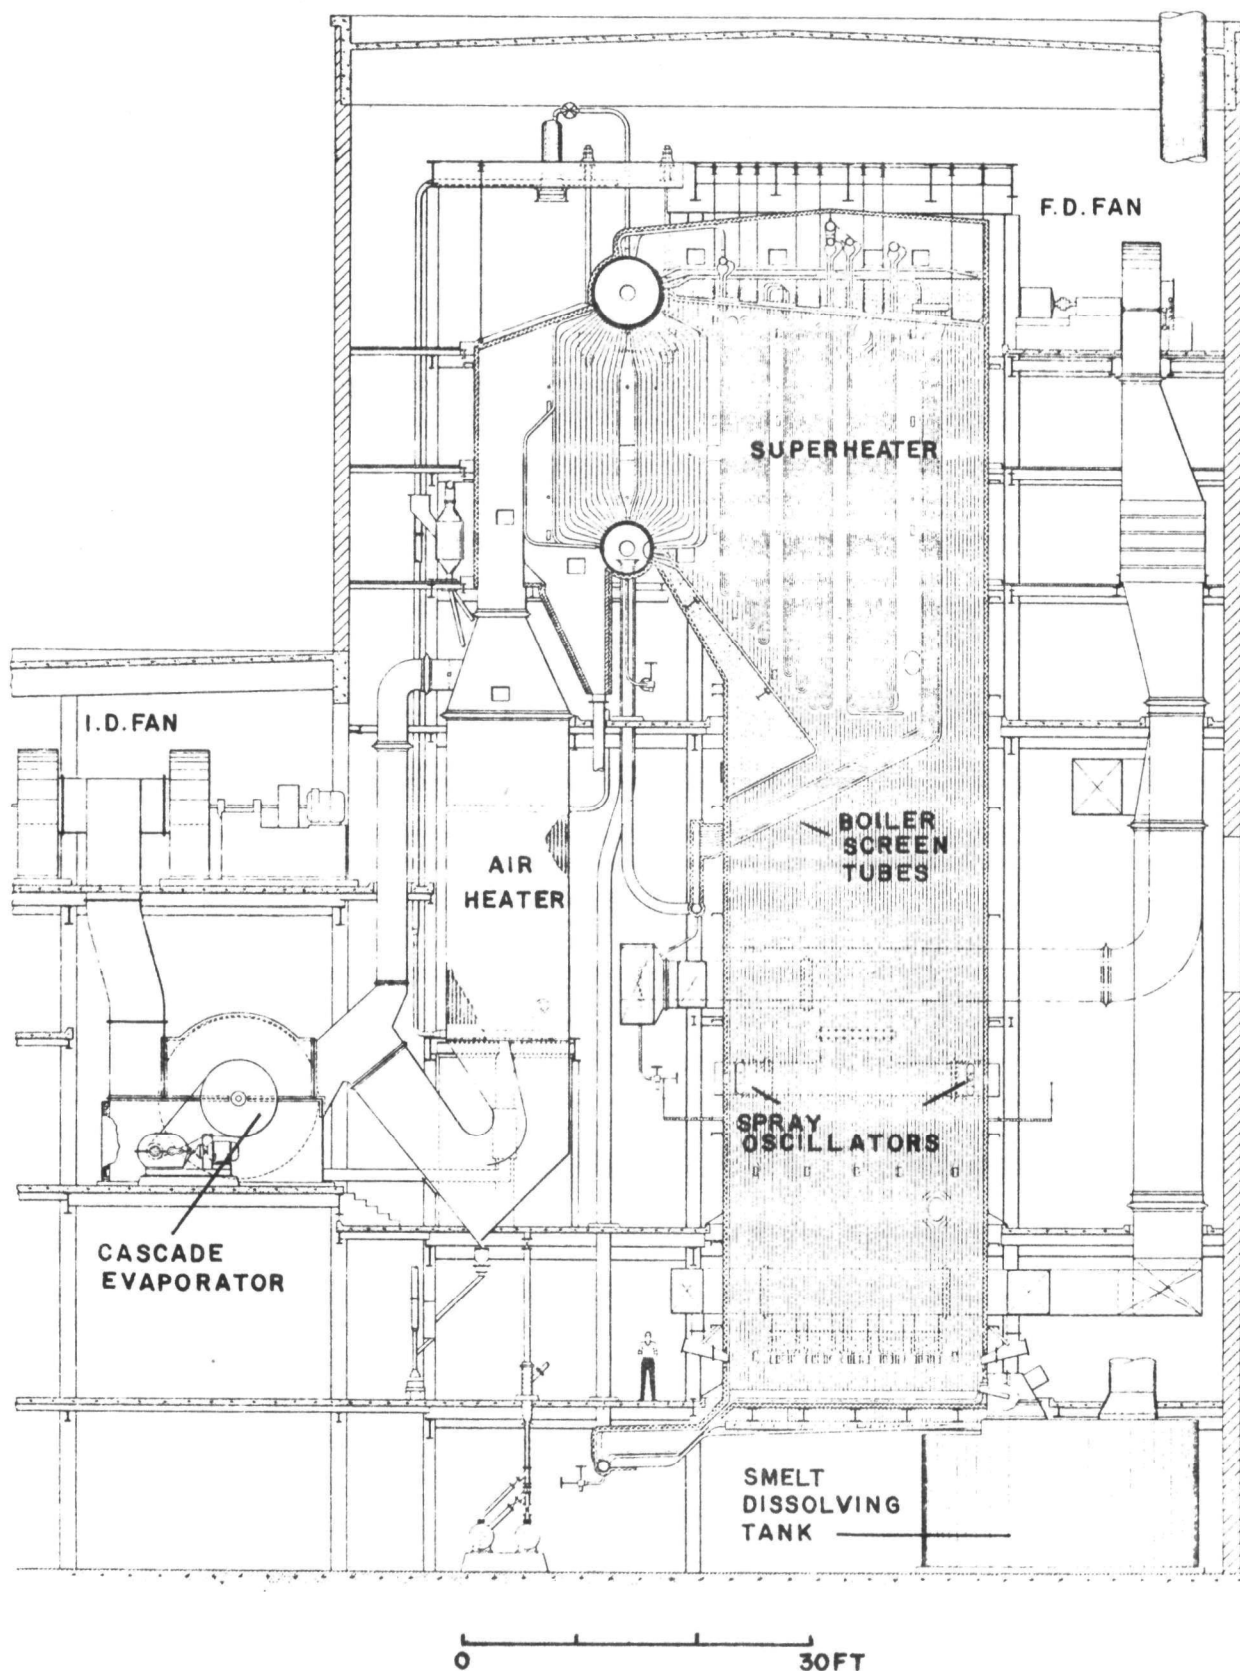 F.D. FAN
SUPERHEATER
I.D. FAN
BOILER
SCREEN
TUBES
AIR
HEATER
SPRAY
OSCILLATORS
CASCADE
EVAPORATOR
SMELT
DISSOLVING
TANK
0 30FT